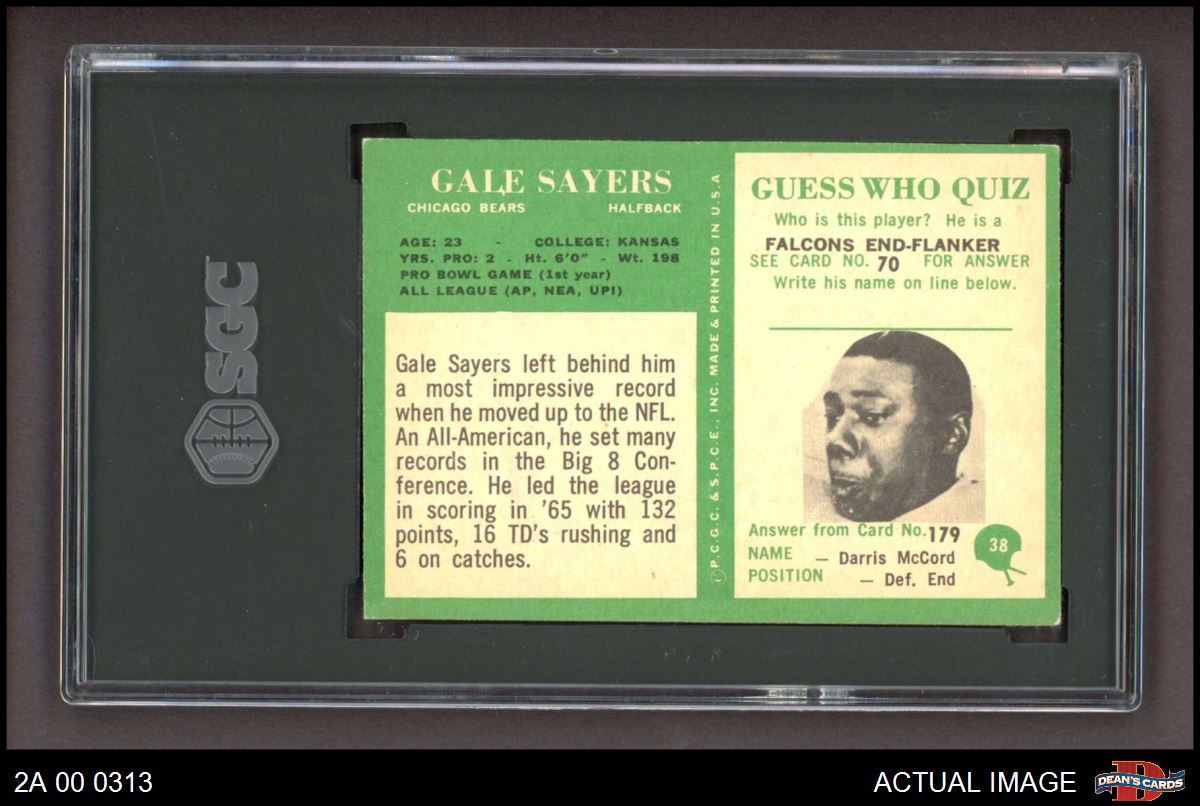 SGC
GALE SAYERS
CHICAGO BEARS HALFBACK
AGE: 23 - COLLEGE: KANSAS
YRS. PRO: 2 - Ht. 6'0" - Wt. 198
PRO BOWL GAME (1st year)
ALL LEAGUE (AP, NEA, UPI)
Gale Sayers left behind him
a most impressive record
when he moved up to the NFL.
An All-American, he set many
records in the Big 8 Con-
ference. He led the league
in scoring in '65 with 132
points, 16 TD's rushing and
6 on catches.
Ⓒ P.C.G.C. & S.P.C.E., INC. MADE & PRINTED IN U.S.A
GUESS WHO QUIZ
Who is this player? He is a
FALCONS END-FLANKER
SEE CARD NO. 70 FOR ANSWER
Write his name on line below.
Answer from Card No. 179
NAME — Darris McCord
POSITION — Def. End
38
2A 00 0313
ACTUAL IMAGE
D
DEAN'S CARDS